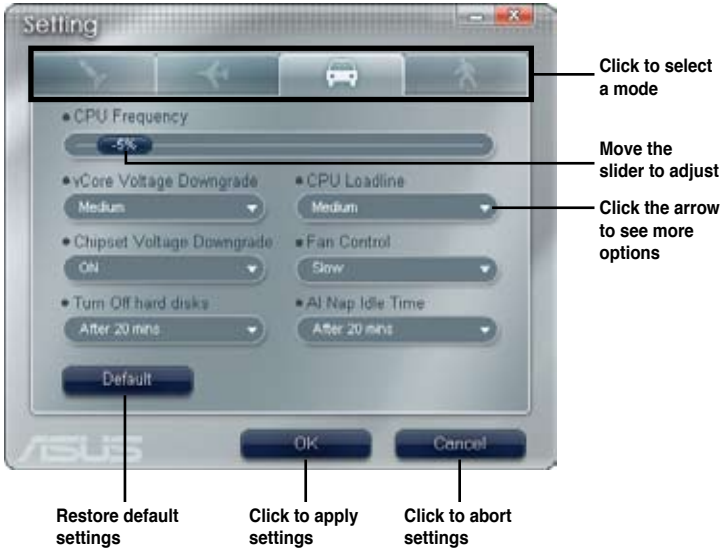 Setting
Click to select
a mode
CPU Frequency
-5%
Move the
slider to adjust
vCore Voltage Downgrade
CPU Loadline
Medium
Medium
Click the arrow
to see more
options
Chipset Voltage Downgrade
Fan Control
ON
Slow
Turn Off hard disks
AI Nap Idle Time
After 20 mins
After 20 mins
Default
ASUS
OK
Cancel
Restore default
settings
Click to apply
settings
Click to abort
settings